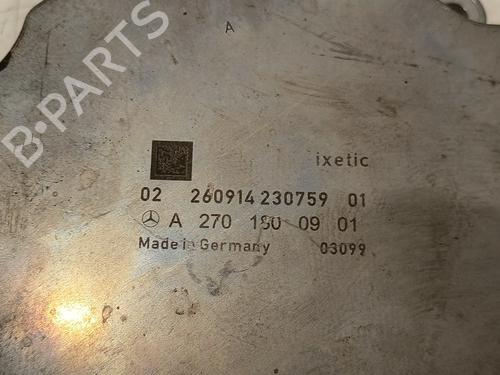 A
B-PARTS
ixetic
02 260914 230759 01
A 270 180 09 01
Made in Germany 03099